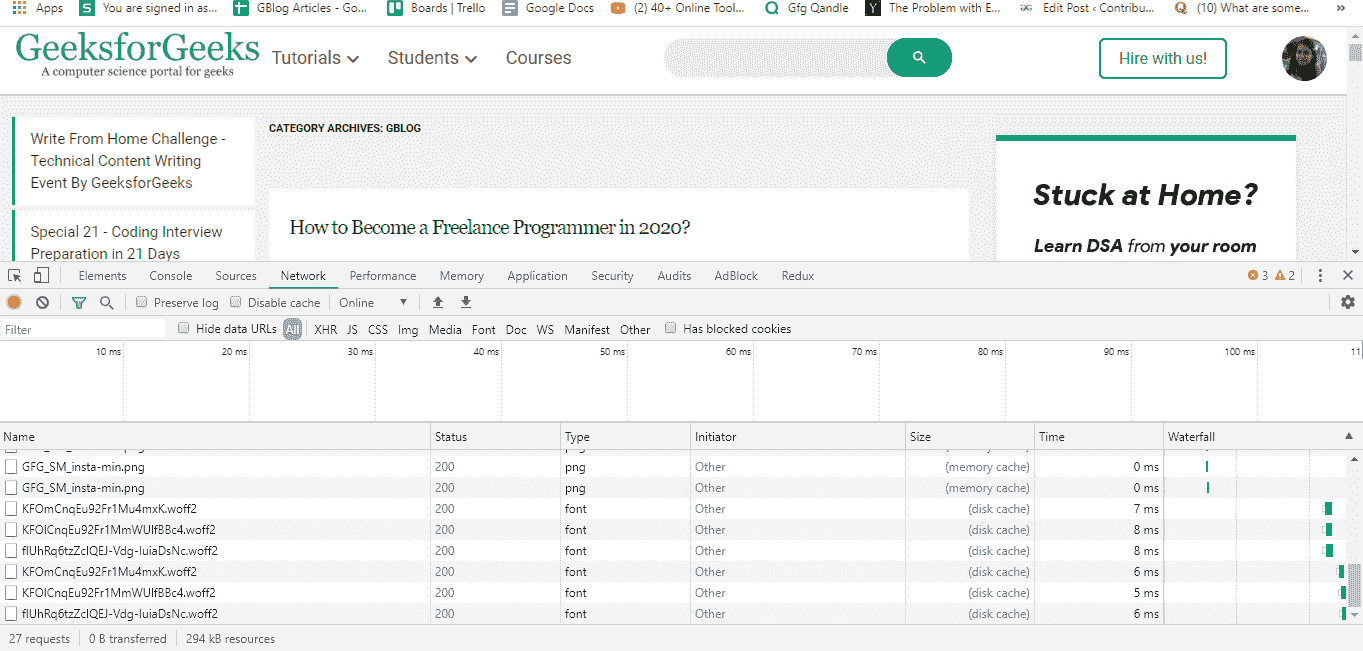 Apps You are signed in as... GBlog Articles - Go... Boards | Trello Google Docs (2) 40+ Online Tool... Gfg Qandle The Problem with E... Edit Post ‹ Contribu... (10) What are some... »
GeeksforGeeks
A computer science portal for geeks
Tutorials Students Courses Hire with us!
Write From Home Challenge -
Technical Content Writing
Event By GeeksforGeeks
Special 21 - Coding Interview
Preparation in 21 Days
CATEGORY ARCHIVES: GBLOG
How to Become a Freelance Programmer in 2020?
Stuck at Home?
Learn DSA from your room
Elements Console Sources Network Performance Memory Application Security Audits AdBlock Redux 3 2
Preserve log Disable cache Online
Filter Hide data URLs All XHR JS CSS Img Media Font Doc WS Manifest Other Has blocked cookies
10 ms 20 ms 30 ms 40 ms 50 ms 60 ms 70 ms 80 ms 90 ms 100 ms 11
Name Status Type Initiator Size Time Waterfall
GFG_SM_insta-min.png 200 png Other (memory cache) 0 ms
GFG_SM_insta-min.png 200 png Other (memory cache) 0 ms
KFOmCnqEu92Fr1Mu4mxK.woff2 200 font Other (disk cache) 7 ms
KFOlCnqEu92Fr1MmWUlfBBc4.woff2 200 font Other (disk cache) 8 ms
flUhRq6tzZclQEJ-Vdg-IuiaDsNc.woff2 200 font Other (disk cache) 8 ms
KFOmCnqEu92Fr1Mu4mxK.woff2 200 font Other (disk cache) 6 ms
KFOlCnqEu92Fr1MmWUlfBBc4.woff2 200 font Other (disk cache) 5 ms
flUhRq6tzZclQEJ-Vdg-IuiaDsNc.woff2 200 font Other (disk cache) 6 ms
27 requests 0 B transferred 294 kB resources